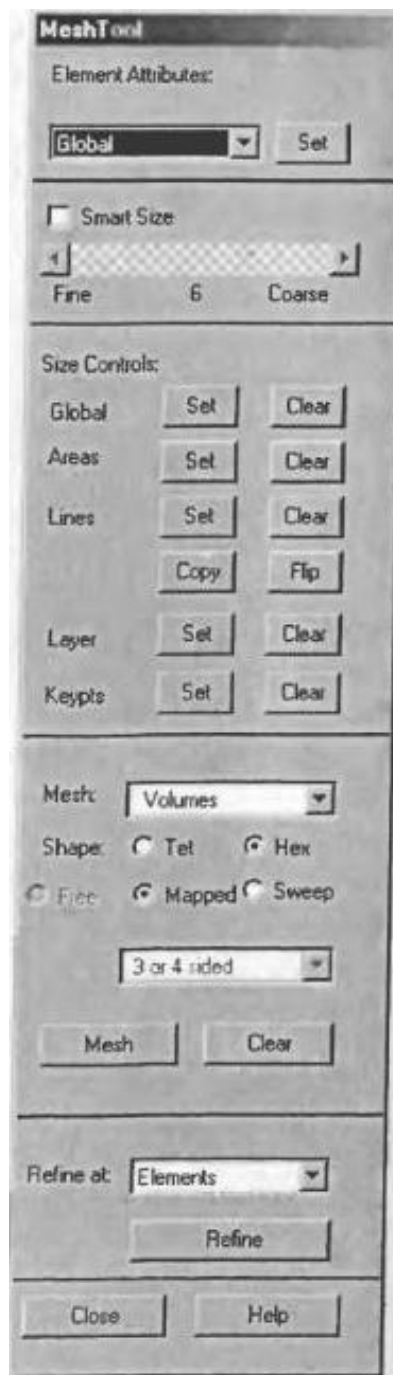 MeshTool
Element Attributes:
Global Set
Smart Size
Fine 6 Coarse
Size Controls:
Global Set Clear
Areas Set Clear
Lines Set Clear
Copy Flip
Layer Set Clear
Keypts Set Clear
Mesh: Volumes
Shape: Tet Hex
Free Mapped Sweep
3 or 4 sided
Mesh Clear
Refine at: Elements
Refine
Close Help